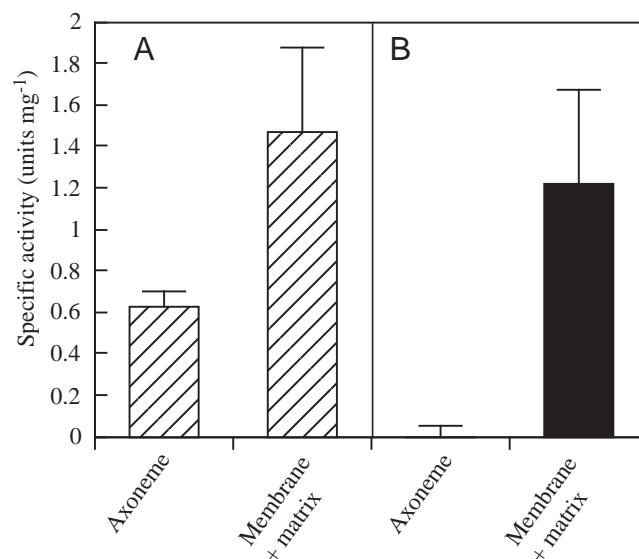 2
1.8
1.6
1.4
1.2
1
0.8
0.6
0.4
0.2
0
Specific activity (units mg⁻¹)
A
B
Axoneme
Membrane
+ matrix
Axoneme
Membrane
+ matrix